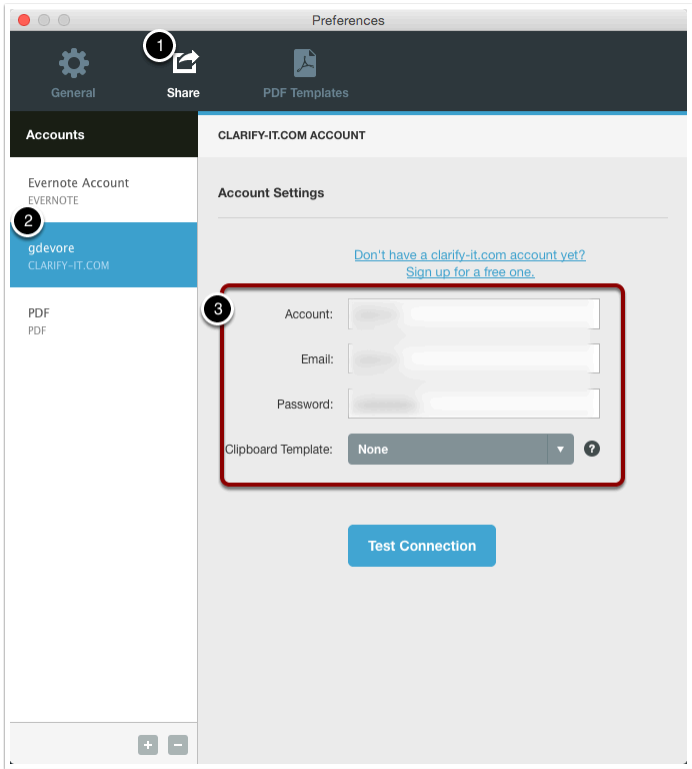 Preferences
1
General
Share
PDF Templates
Accounts
CLARIFY-IT.COM ACCOUNT
Evernote Account
EVERNOTE
Account Settings
2
gdevore
CLARIFY-IT.COM
Don't have a clarify-it.com account yet?
Sign up for a free one.
3
Account:
PDF
PDF
Email:
Password:
Clipboard Template:
None
?
Test Connection